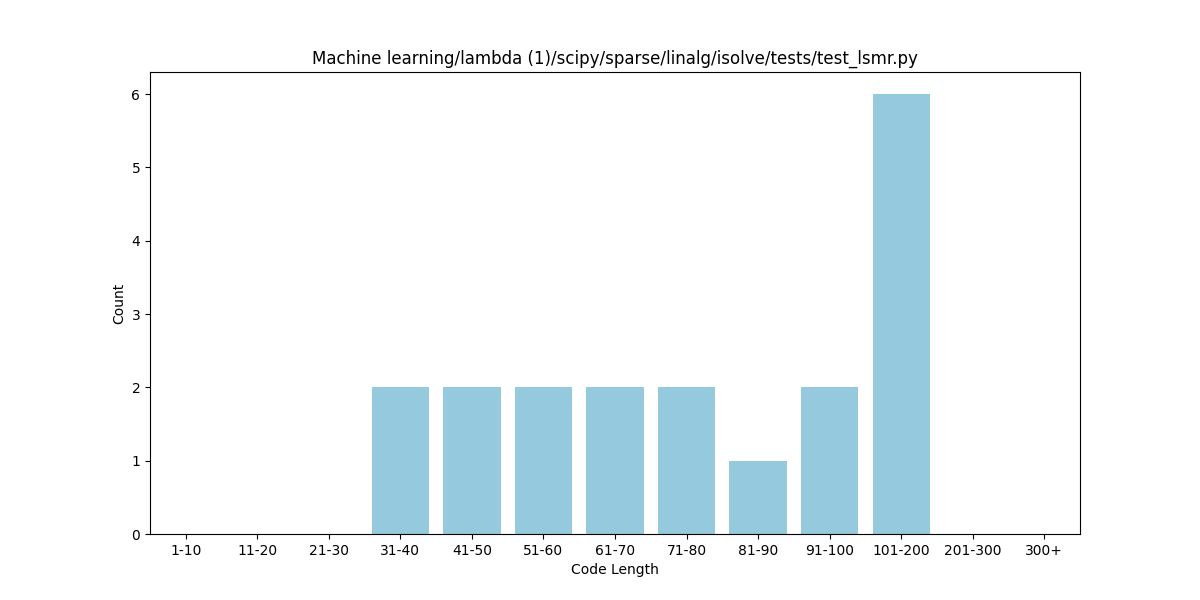 Machine learning/lambda (1)/scipy/sparse/linalg/isolve/tests/test_lsmr.py
6
5
4
3
2
1
0
Count
1-10 11-20 21-30 31-40 41-50 51-60 61-70 71-80 81-90 91-100 101-200 201-300 300+
Code Length